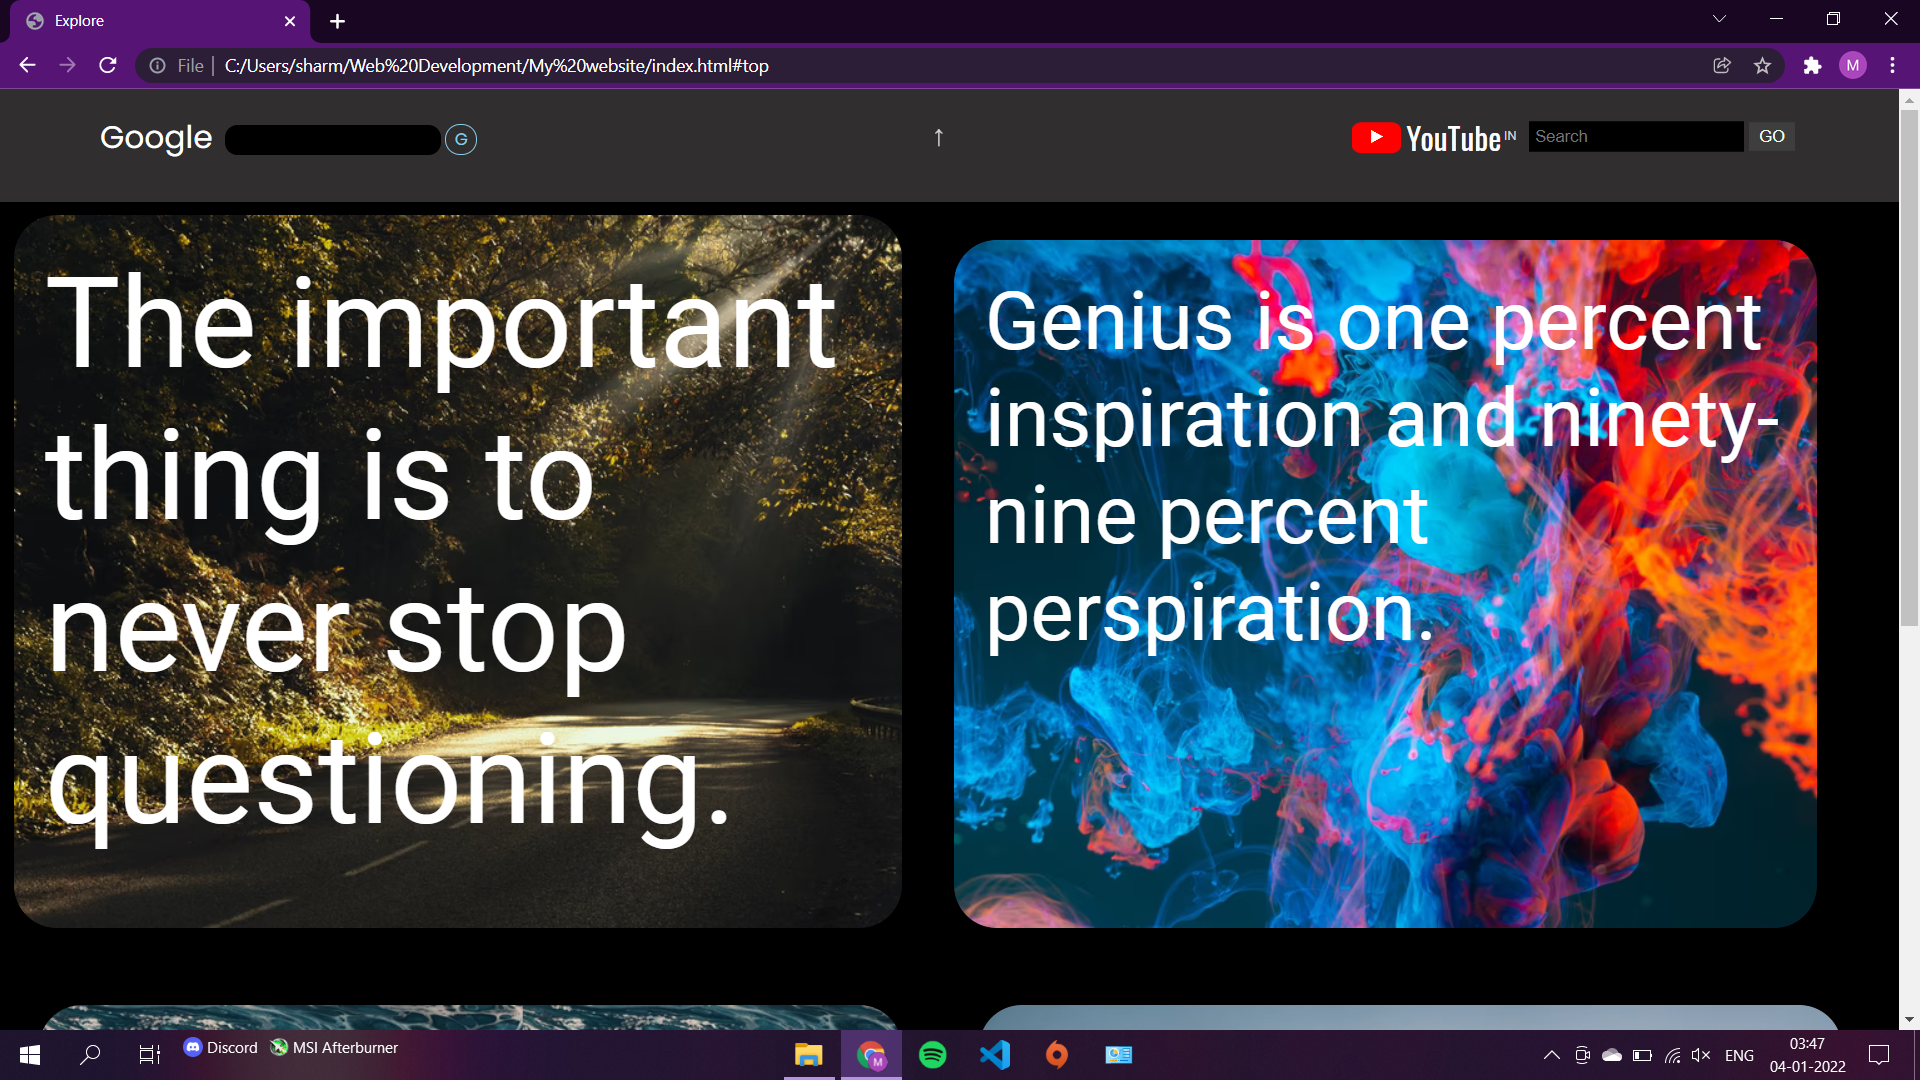 Explore
File
C:/Users/sharm/Web%20Development/My%20website/index.html#top
M
Google
G
↑
YouTube IN
Search
GO
The important
thing is to
never stop
questioning.
Genius is one percent
inspiration and ninety-
nine percent
perspiration.
Discord
MSI Afterburner
M
ENG
03:47
04-01-2022